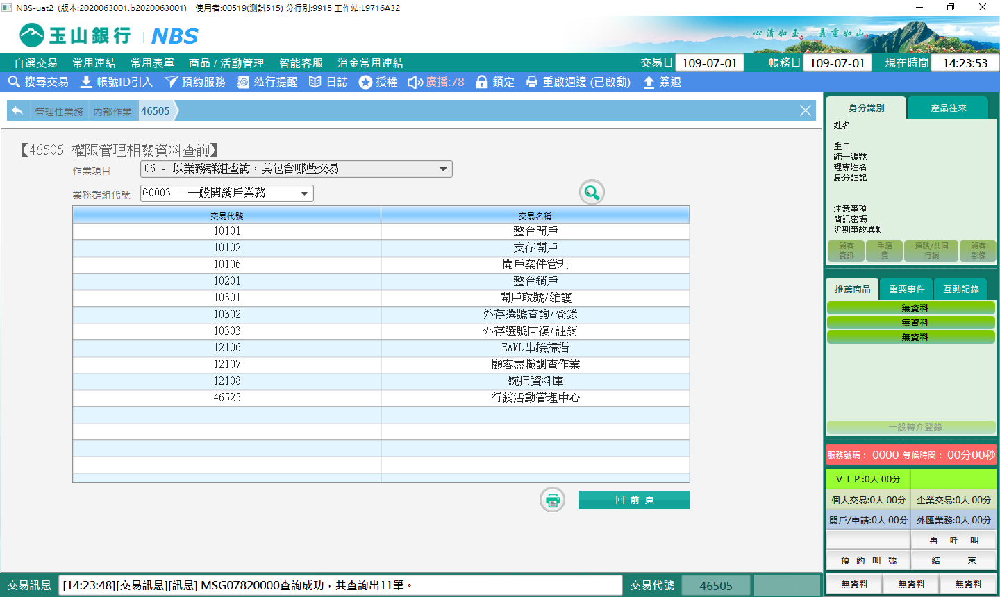 NBS-uat2 (版本:2020063001.b2020063001) 使用者:00519(測試515) 分行別:9915 工作站:L9716A32
玉山銀行 NBS
心清如玉。 義重如山。
自選交易 常用連結 常用表單 商品/活動管理 智能客服 消金常用連結 交易日 109-07-01 帳務日 109-07-01 現在時間 14:23:53
搜尋交易 帳號ID引入 預約服務 蒞行提醒 日誌 授權 廣播:78 鎖定 重啟週邊 (已啟動) 簽退
管理性業務 內部作業 46505
【46505 權限管理相關資料查詢】
作業項目 06 - 以業務群組查詢，其包含哪些交易
業務群組代號 G0003 - 一般開銷戶業務
交易代號 交易名稱
10101 整合開戶
10102 支存開戶
10106 開戶案件管理
10201 整合銷戶
10301 開戶取號/維護
10302 外存選號查詢/登錄
10303 外存選號回復/註銷
12106 EAML串接掃描
12107 顧客盡職調查作業
12108 婉拒資料庫
46525 行銷活動管理中心
回 前 頁
身分識別 產品往來
姓名
生日
統一編號
理專姓名
身分註記
注意事項
簡訊密碼
近期事故異動
顧客資訊 手續費 通路/共同行銷 顧客影像
推薦商品 重要事件 互動記錄
無資料
無資料
無資料
一般轉介登錄
服務號碼： 0000 等候時間： 00分00秒
ＶＩＰ:0人 00分
個人交易:0人 00分 企業交易:0人 00分
開戶/申請:0人 00分 外匯業務:0人 00分
再 呼 叫
預 約 叫 號 結 束
無資料 無資料 無資料
交易訊息 [14:23:48][交易訊息][訊息] MSG07820000查詢成功，共查詢出11筆。 交易代號 46505